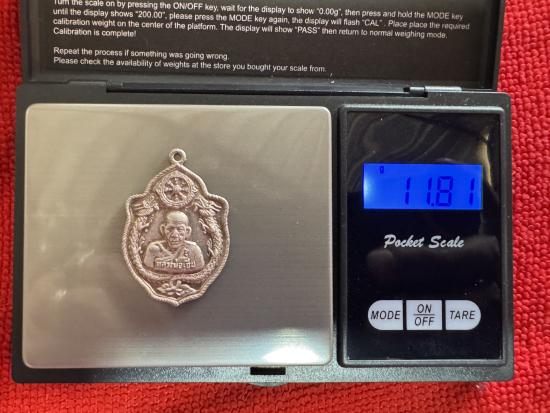 Turn the scale on by pressing the ON/OFF key, wait for the display to show "0.00g", then press and hold the MODE key
until the display shows "200.00", please press the MODE key again, the display will flash "CAL" . Place place the required
calibration weight on the center of the platform. The display will show "PASS" then return to normal weighing mode.
Calibration is complete!
Repeat the process if something was going wrong.
Please check the availability of weights at the store you bought your scale from.
g
11.81
Pocket Scale
MODE
ON
OFF
TARE